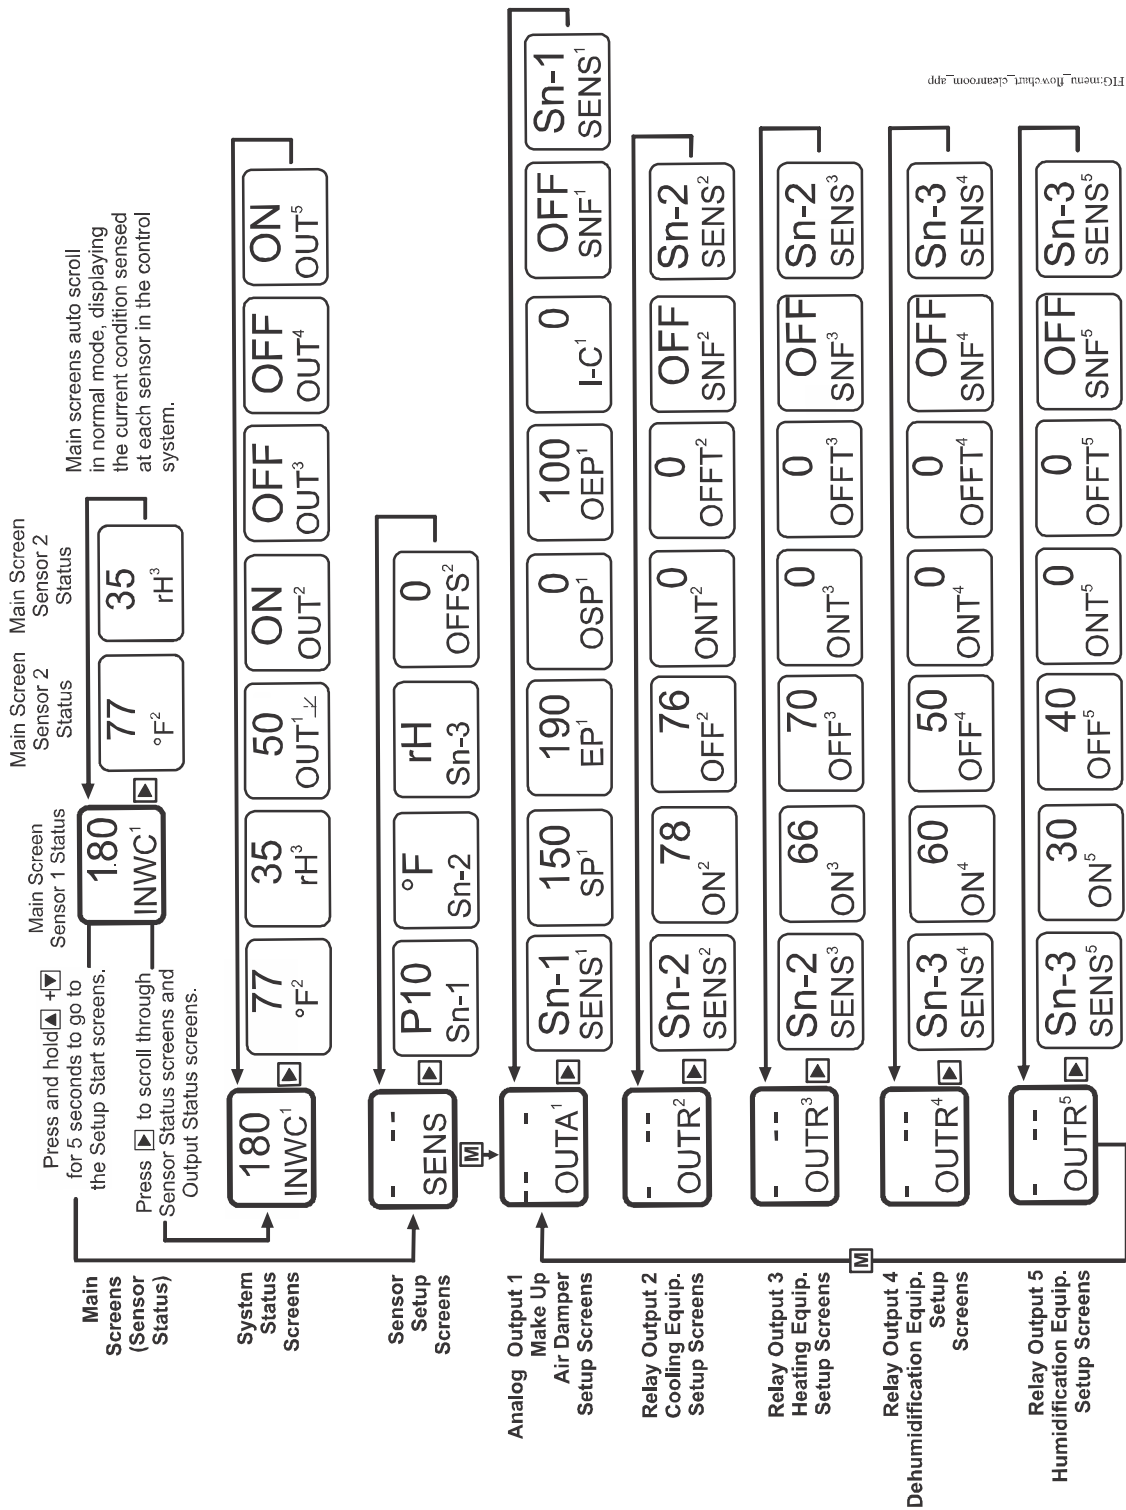 Main
Screens
(Sensor
Status)
Press and hold ▲ + ▼
for 5 seconds to go to
the Setup Start screens.
Press ▶ to scroll through
Sensor Status screens and
Output Status screens.
Main Screen
Sensor 1 Status
1.80
INWC1
▶
Main Screen
Sensor 2
Status
77
°F2
Main Screen
Sensor 2
Status
35
rH3
Main screens auto scroll
in normal mode, displaying
the current condition sensed
at each sensor in the control
system.
System
Status
Screens
180
INWC1
▶
77
°F2
35
rH3
50
OUT1
ON
OUT2
OFF
OUT3
OFF
OUT4
ON
OUT5
Sensor
Setup
Screens
- --
SENS
▶
P10
Sn-1
°F
Sn-2
rH
Sn-3
0
OFFS2
M
Analog Output 1
Make Up
Air Damper
Setup Screens
-- -
OUTA1
▶
Sn-1
SENS1
150
SP1
190
EP1
0
OSP1
100
OEP1
0
I-C1
OFF
SNF1
Sn-1
SENS1
Relay Output 2
Cooling Equip.
Setup Screens
- --
OUTR2
▶
Sn-2
SENS2
78
ON2
76
OFF2
0
ONT2
0
OFFT2
OFF
SNF2
Sn-2
SENS2
Relay Output 3
Heating Equip.
Setup Screens
- --
OUTR3
▶
Sn-2
SENS3
66
ON3
70
OFF3
0
ONT3
0
OFFT3
OFF
SNF3
Sn-2
SENS3
M
Relay Output 4
Dehumidification Equip.
Setup
Screens
- --
OUTR4
▶
Sn-3
SENS4
60
ON4
50
OFF4
0
ONT4
0
OFFT4
OFF
SNF4
Sn-3
SENS4
Relay Output 5
Humidification Equip.
Setup Screens
- --
OUTR5
▶
Sn-3
SENS5
30
ON5
40
OFF5
0
ONT5
0
OFFT5
OFF
SNF5
Sn-3
SENS5
FIG:menu_flowchart_cleanroom_app